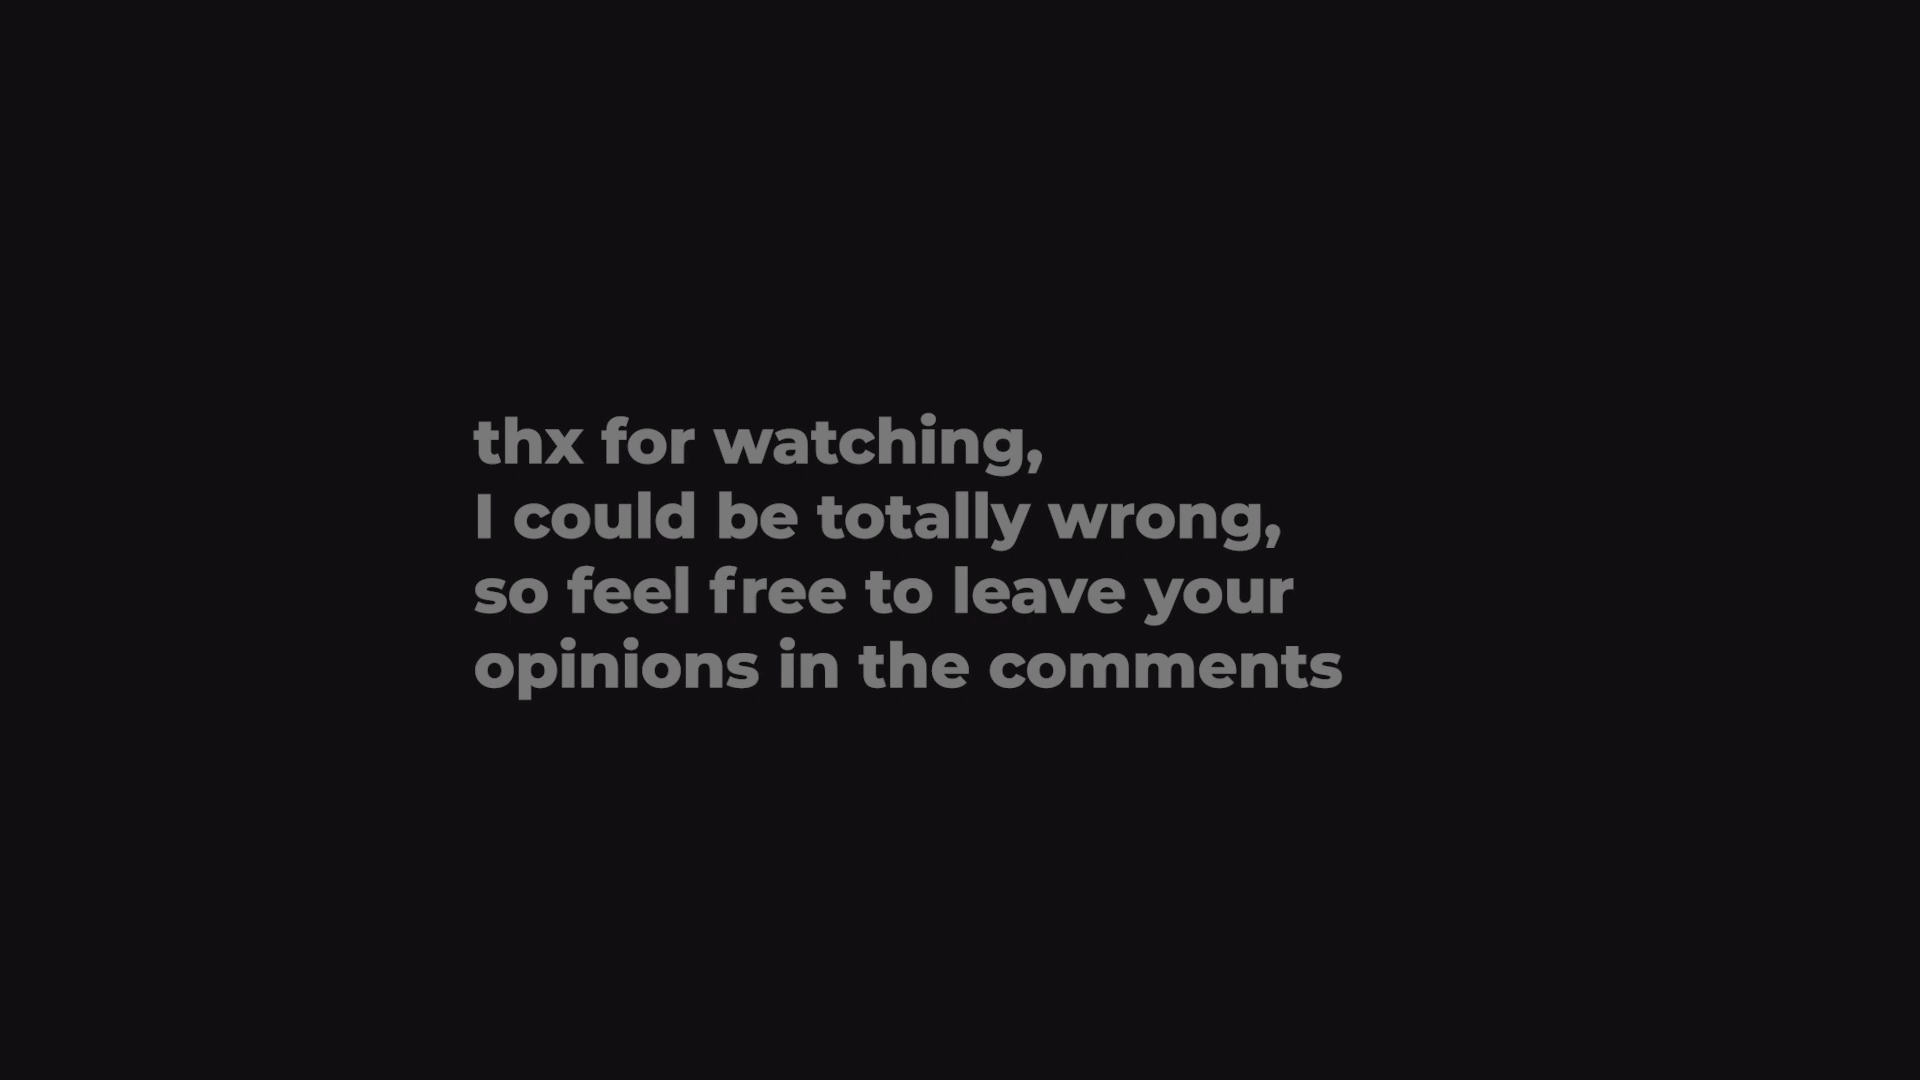 thx for watching,
I could be totally wrong,
so feel free to leave your
opinions in the comments